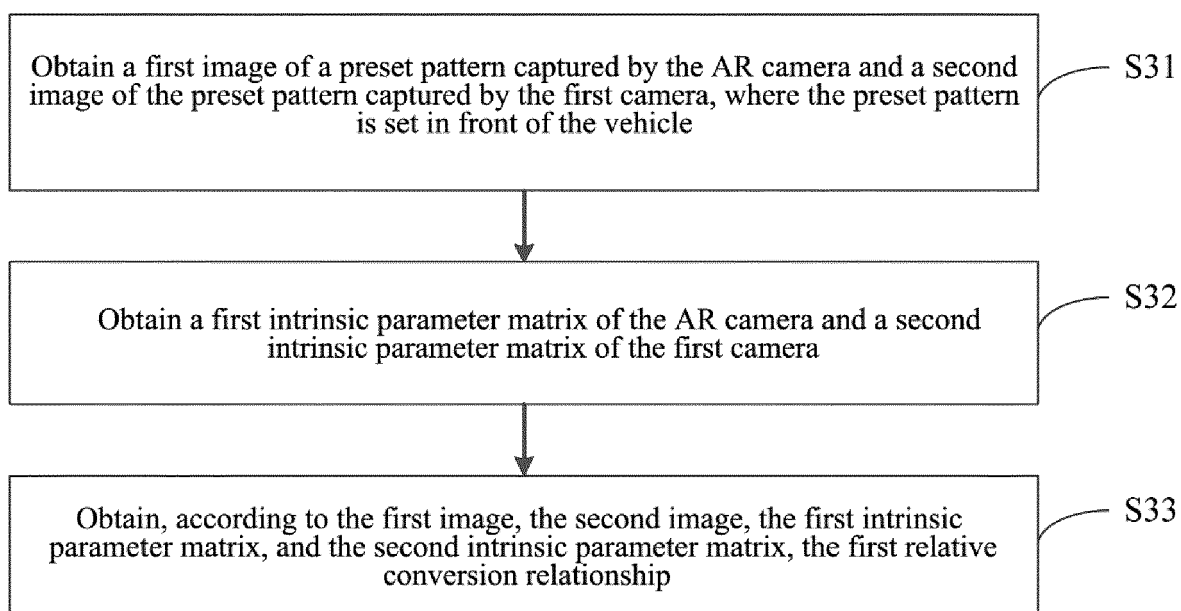 Obtain a first image of a preset pattern captured by the AR camera and a second
image of the preset pattern captured by the first camera, where the preset pattern
is set in front of the vehicle
S31
Obtain a first intrinsic parameter matrix of the AR camera and a second
intrinsic parameter matrix of the first camera
S32
Obtain, according to the first image, the second image, the first intrinsic
parameter matrix, and the second intrinsic parameter matrix, the first relative
conversion relationship
S33